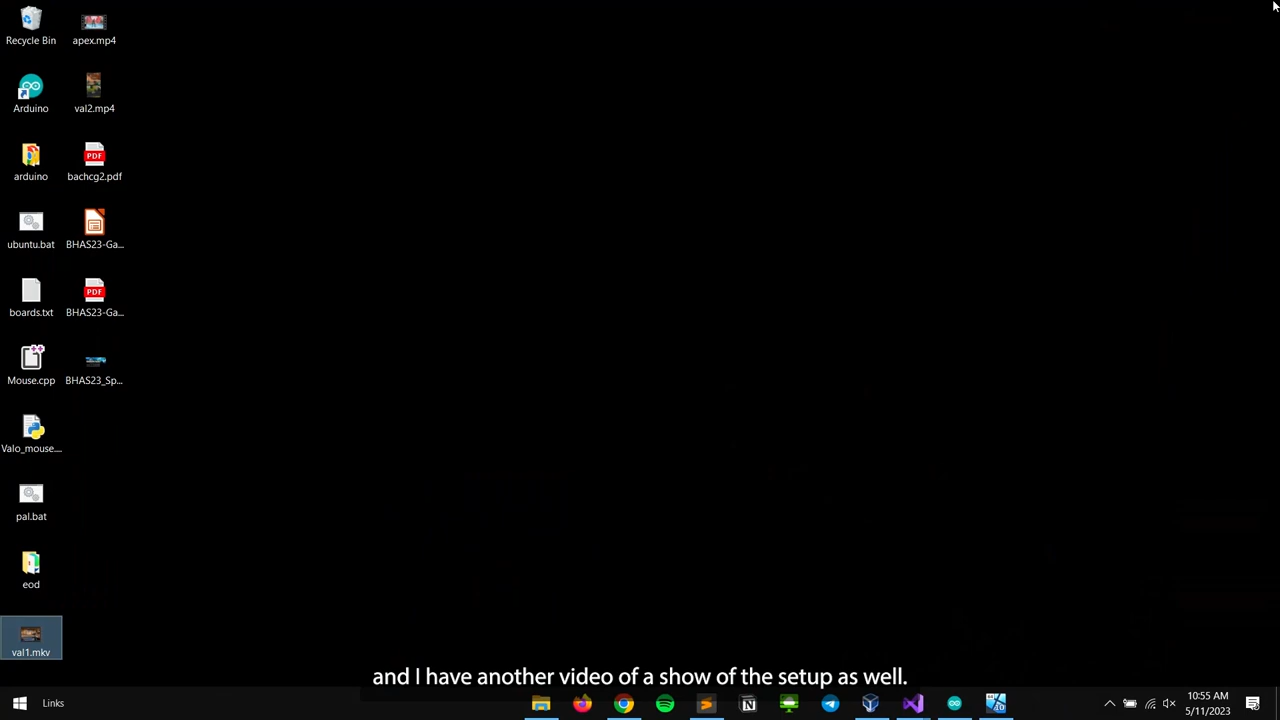 Recycle Bin
apex.mp4
Arduino
val2.mp4
arduino
bachcg2.pdf
ubuntu.bat
BHAS23-Ga...
boards.txt
BHAS23-Ga...
Mouse.cpp
BHAS23_Sp...
Valo_mouse....
pal.bat
eod
val1.mkv
and I have another video of a show of the setup as well.
Links
10:55 AM
5/11/2023